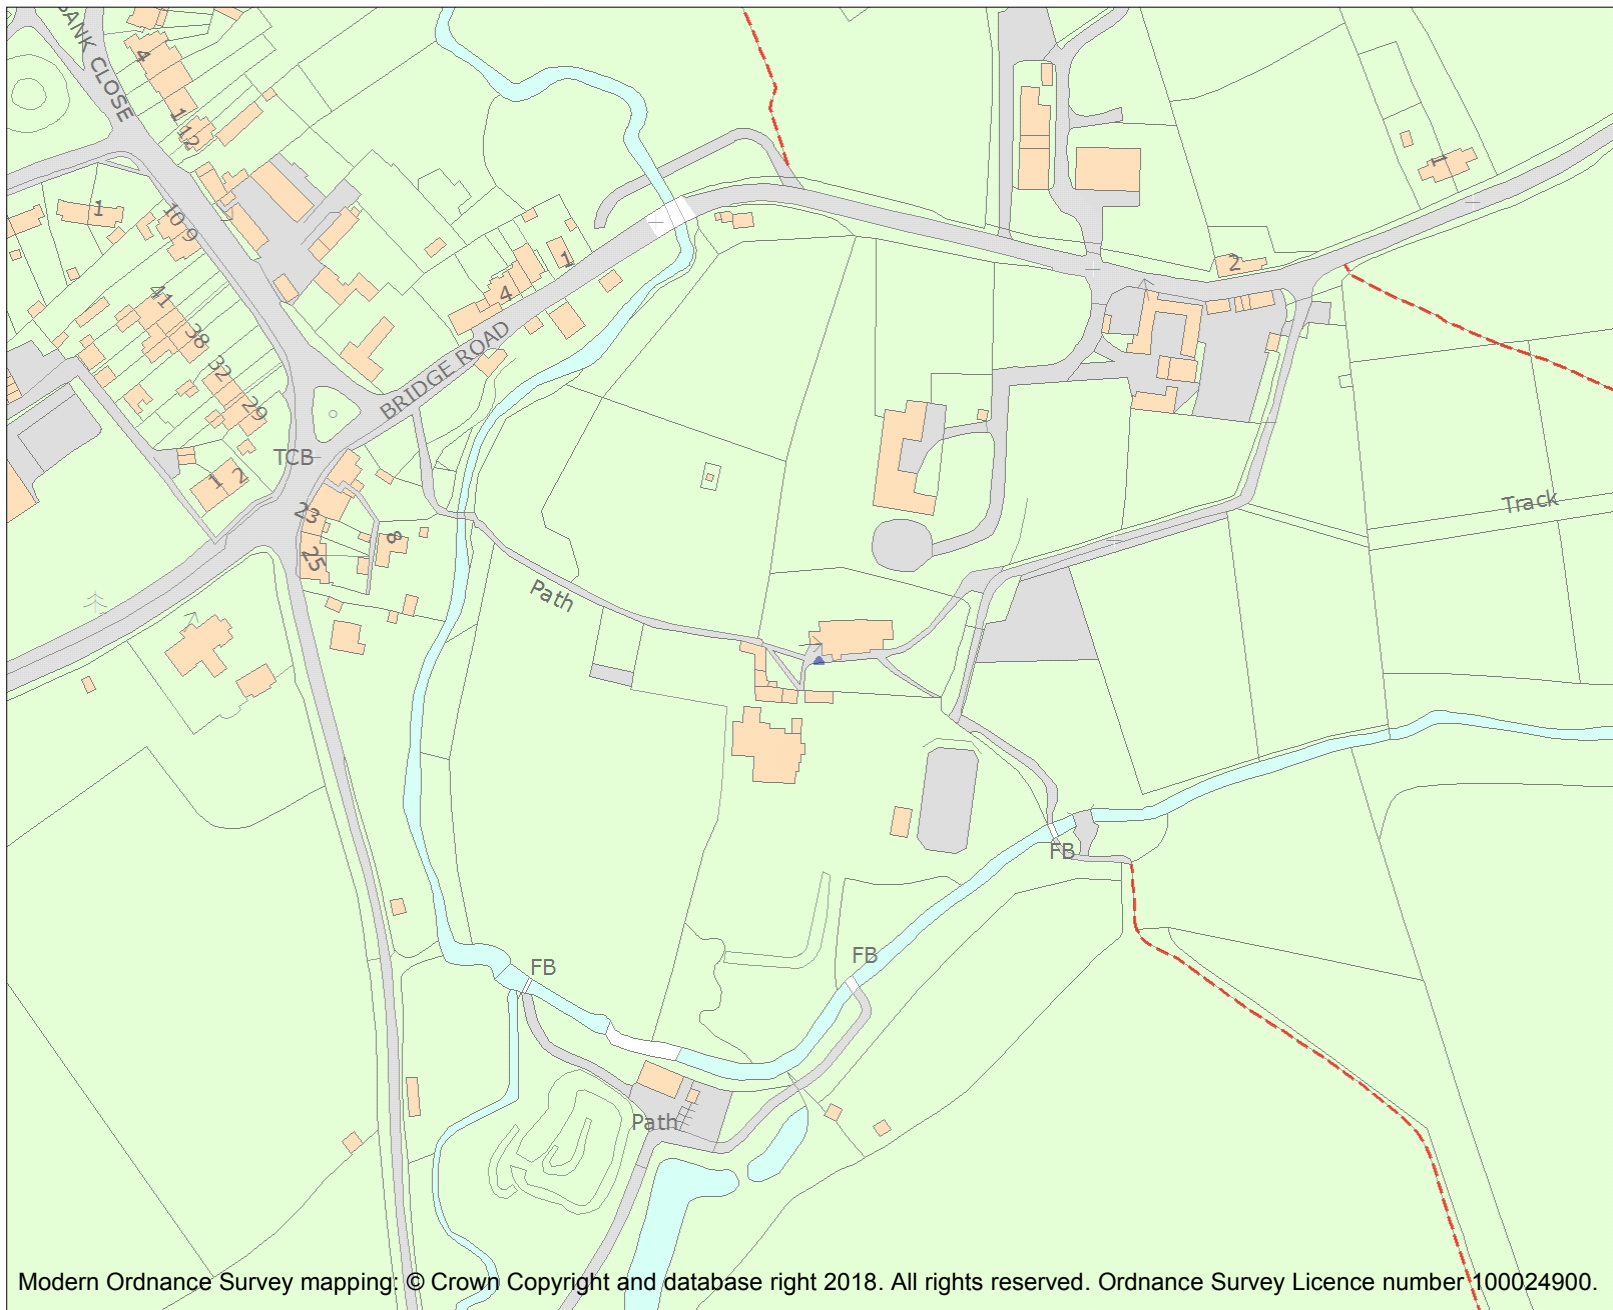 BANK CLOSE
4
1
12
1
10
9
1
4
1
2
41
38
32
29
BRIDGE ROAD
TCB
1
2
23
8
25
Track
Path
FB
FB
FB
Path
Modern Ordnance Survey mapping: © Crown Copyright and database right 2018. All rights reserved. Ordnance Survey Licence number 100024900.